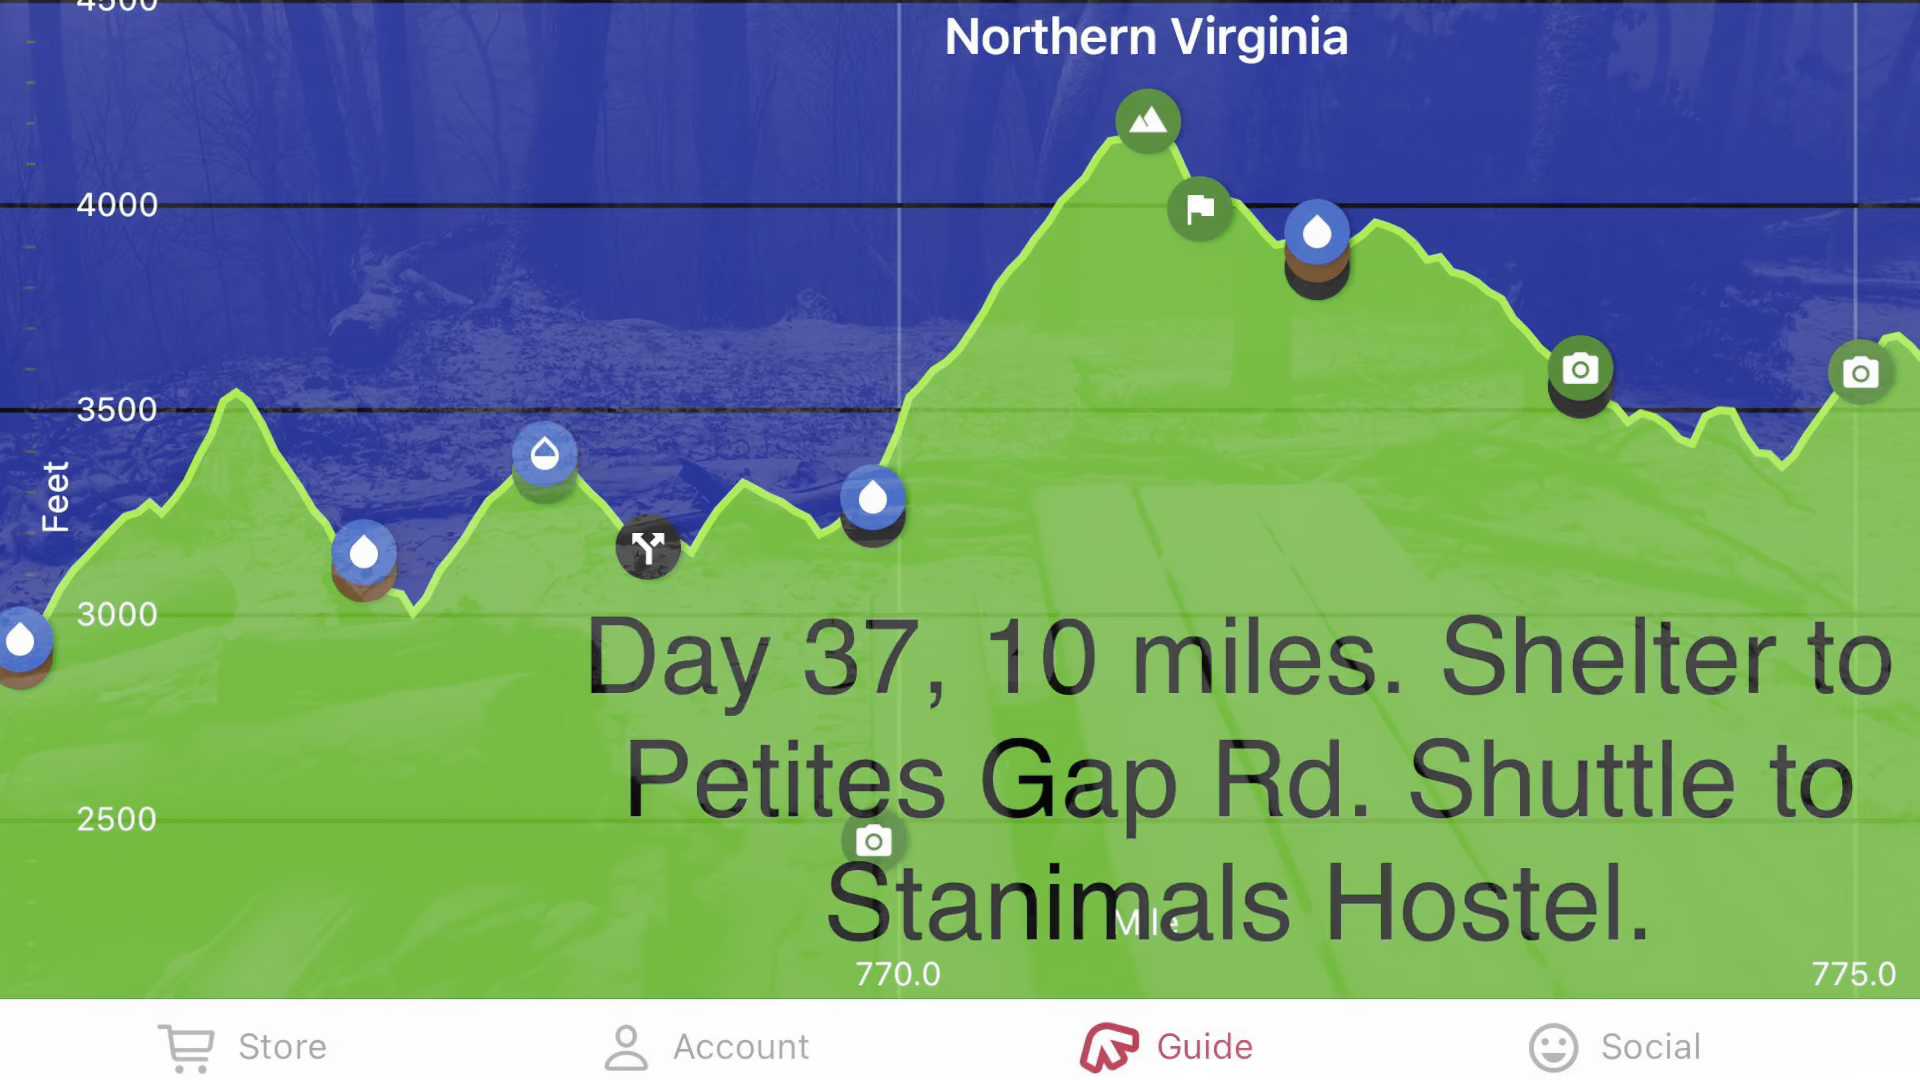 4500
Northern Virginia
4000
3500
Feet
3000
Day 37, 10 miles. Shelter to
Petites Gap Rd. Shuttle to
2500
Stanimals Hostel.
Mile
770.0
775.0
Store
Account
Guide
Social